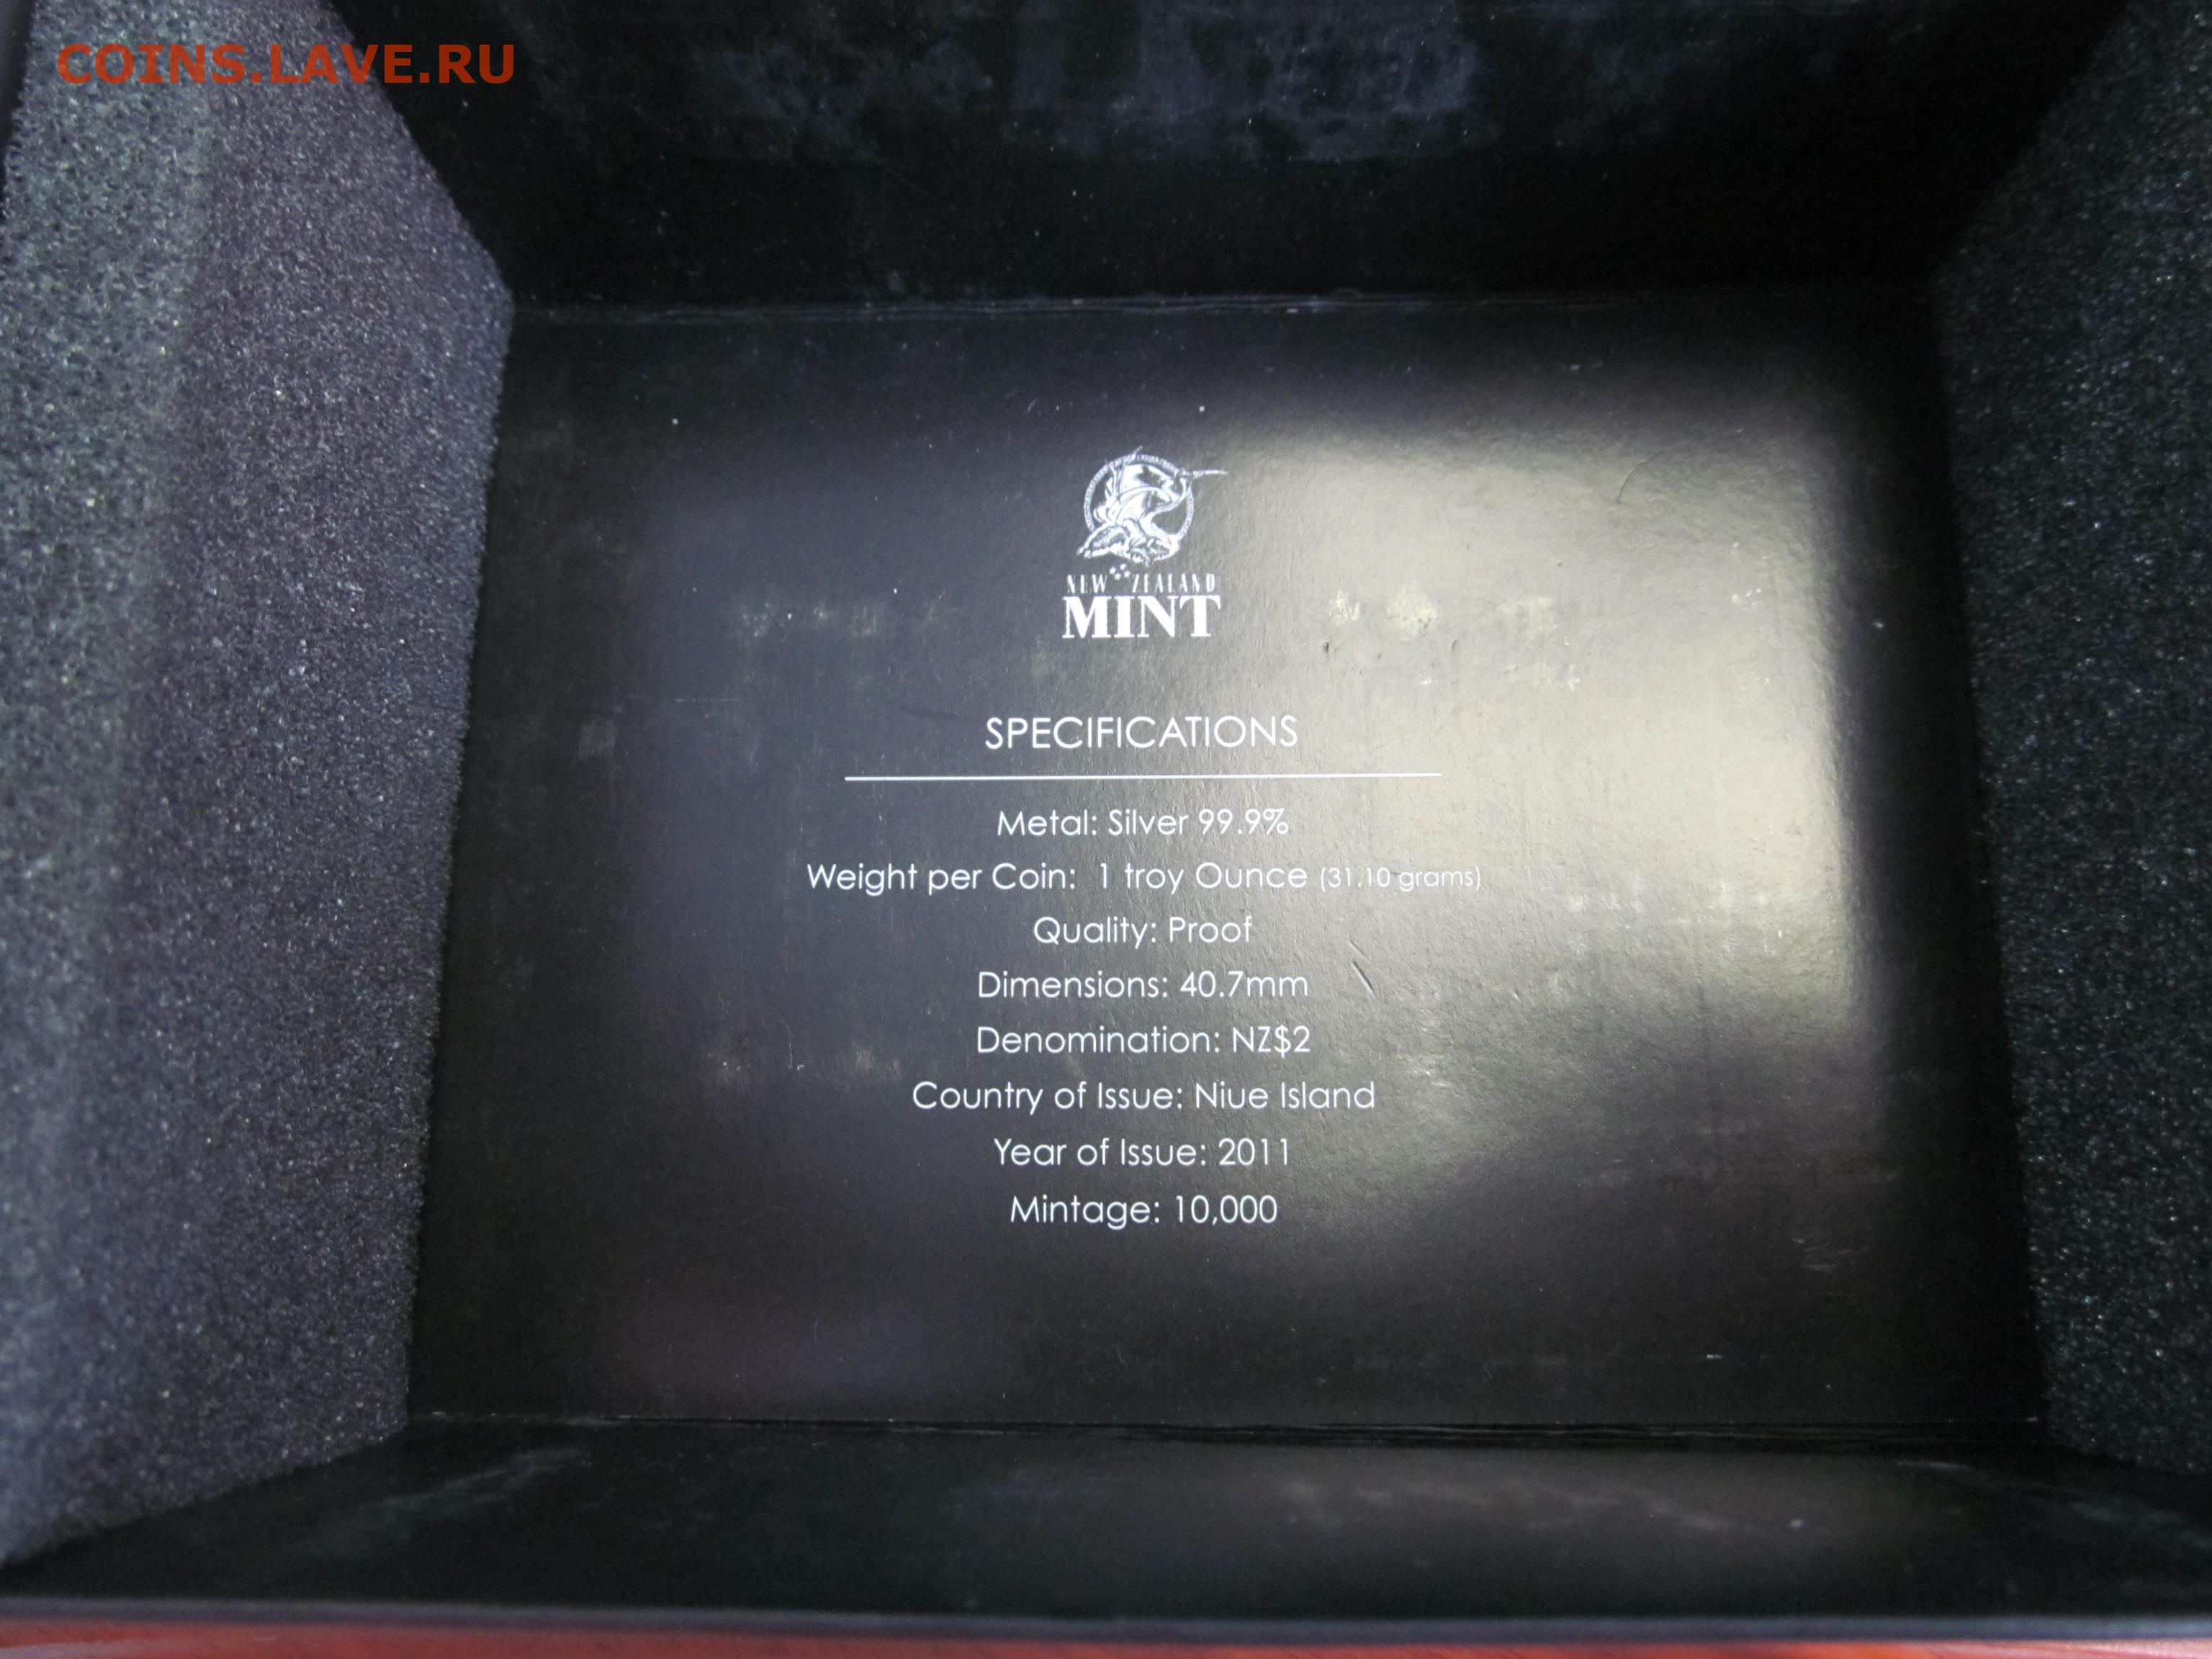 COINS.LAVE.RU
NEW ZEALAND
MINT
SPECIFICATIONS
Metal: Silver 99.9%
Weight per Coin: 1 troy Ounce (31.10 grams)
Quality: Proof
Dimensions: 40.7mm
Denomination: NZ$2
Country of Issue: Niue Island
Year of Issue: 2011
Mintage: 10,000